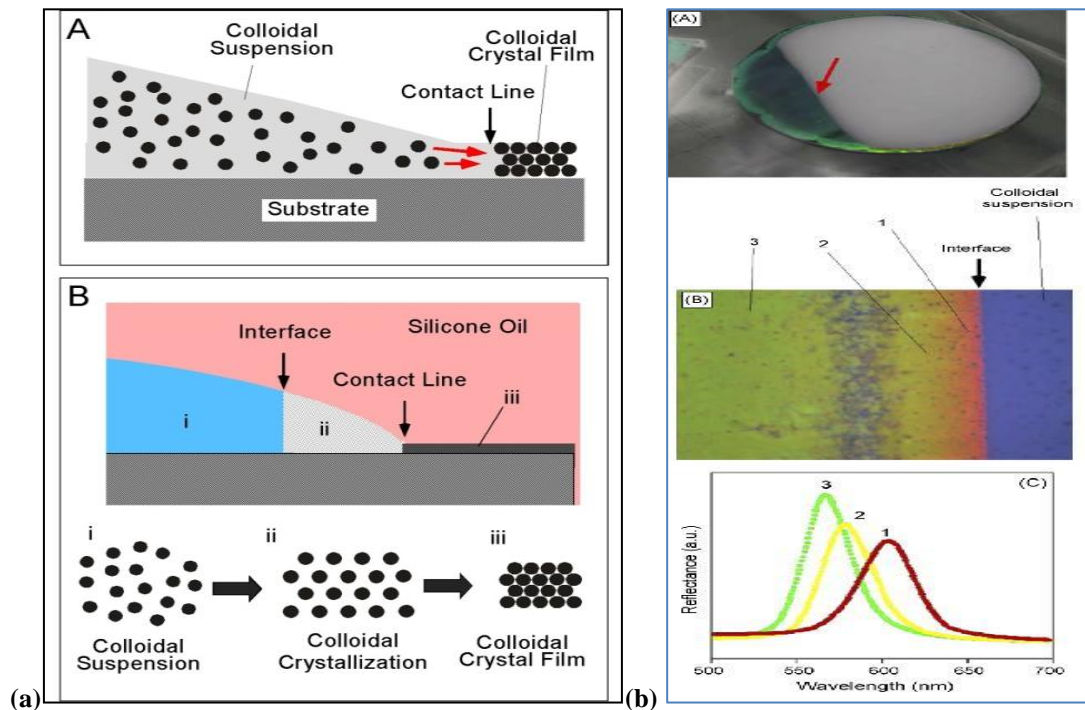 A
Colloidal
Suspension
Colloidal
Crystal Film
Contact Line
Substrate
B
Interface
Silicone Oil
Contact Line
iii
i
ii
i
ii
iii
Colloidal
Suspension
Colloidal
Crystallization
Colloidal
Crystal Film
(a)
(A)
Colloidal
suspension
1
Interface
2
3
(B)
(C)
3
2
1
Reflectance (a.u.)
500 550 600 650 700
Wavelength (nm)
(b)